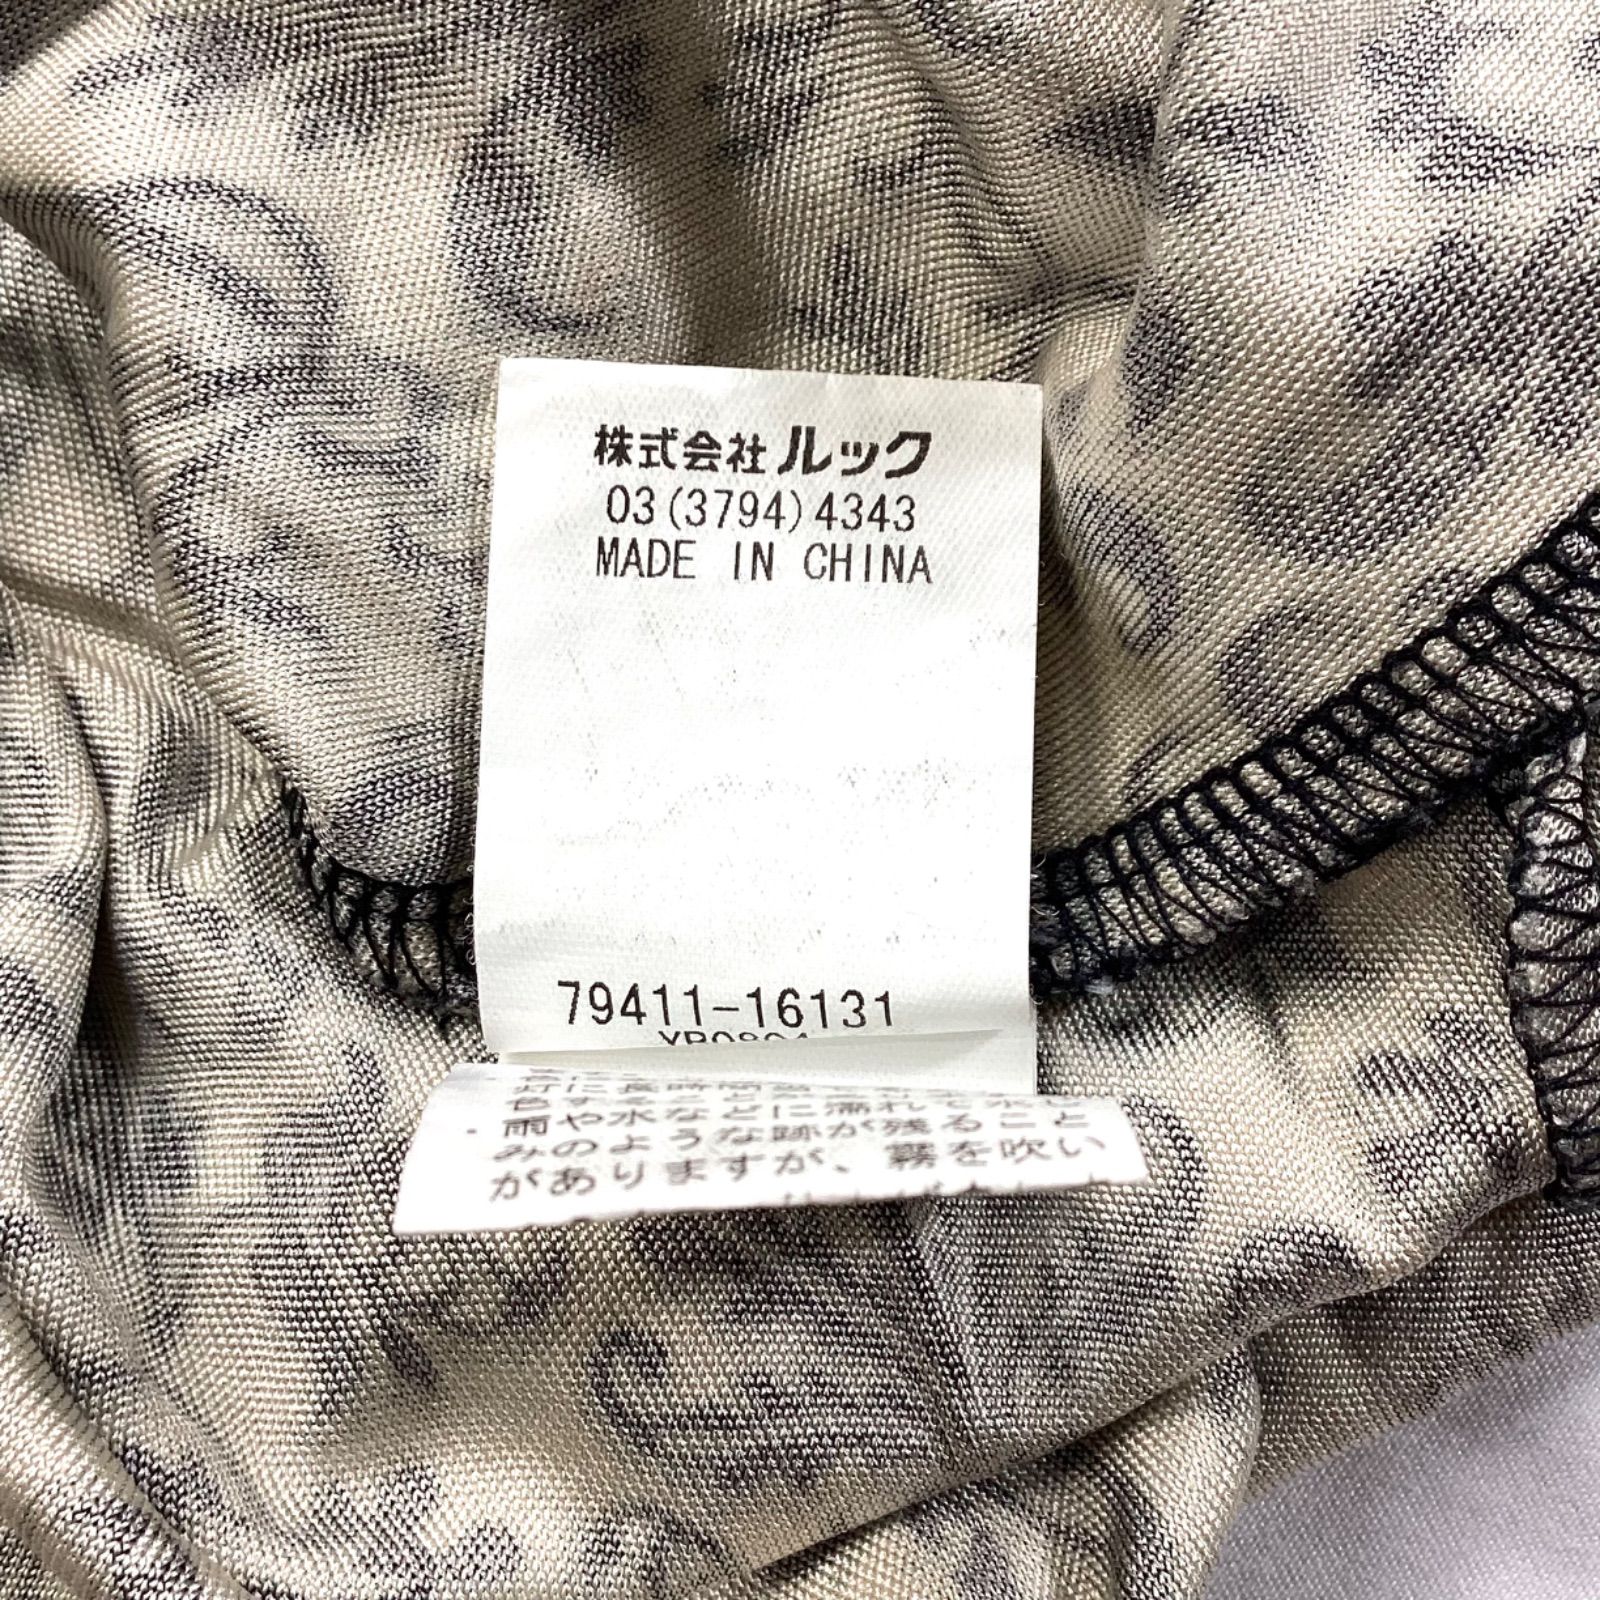 株式会社 ルック
03(3794)4343
MADE IN CHINA
79411-16131
・雨や水などに濡れて水し
みのような跡が残ること
がありますが、霧を吹い